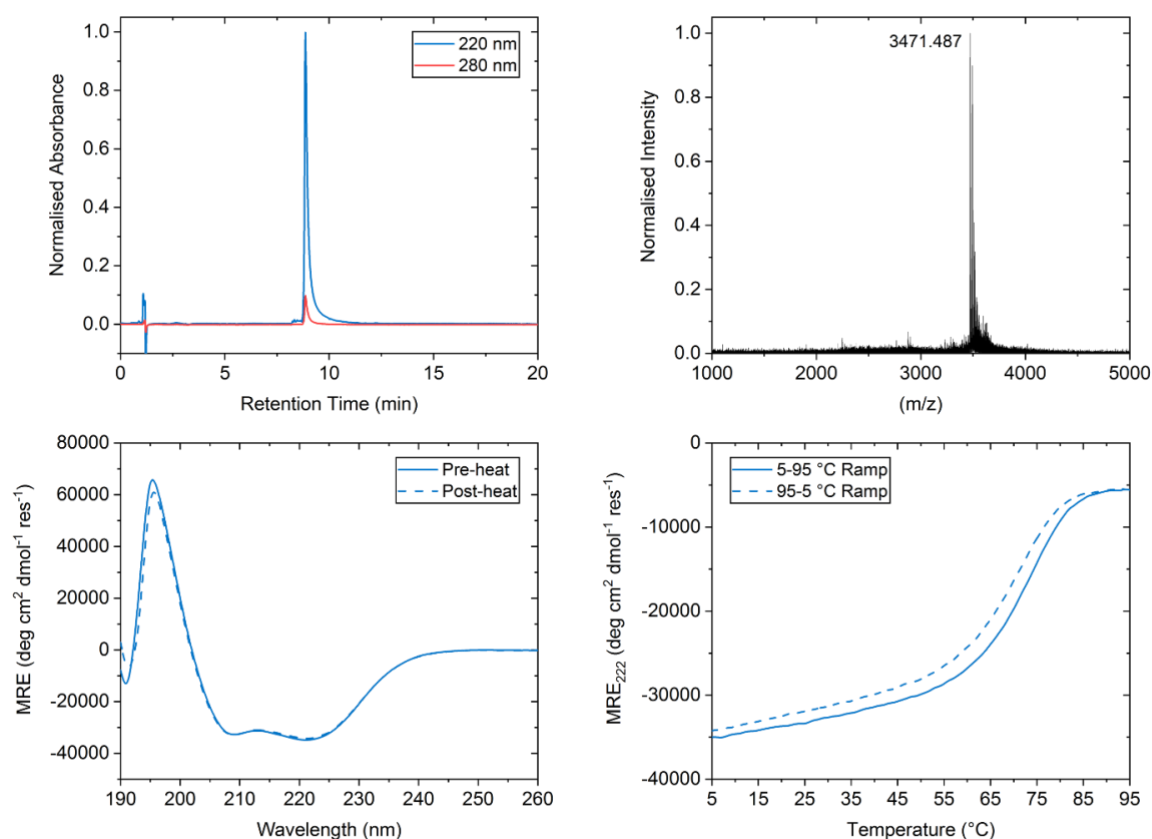 220 nm
280 nm
Normalised Absorbance
1.0
0.8
0.6
0.4
0.2
0.0
0 5 10 15 20
Retention Time (min)
3471.487
Normalised Intensity
1.0
0.8
0.6
0.4
0.2
0.0
1000 2000 3000 4000 5000
(m/z)
Pre-heat
Post-heat
MRE (deg cm² dmol⁻¹ res⁻¹)
80000
60000
40000
20000
0
-20000
-40000
190 200 210 220 230 240 250 260
Wavelength (nm)
5-95 °C Ramp
95-5 °C Ramp
MRE₂₂₂ (deg cm² dmol⁻¹ res⁻¹)
0
-10000
-20000
-30000
-40000
5 15 25 35 45 55 65 75 85 95
Temperature (°C)